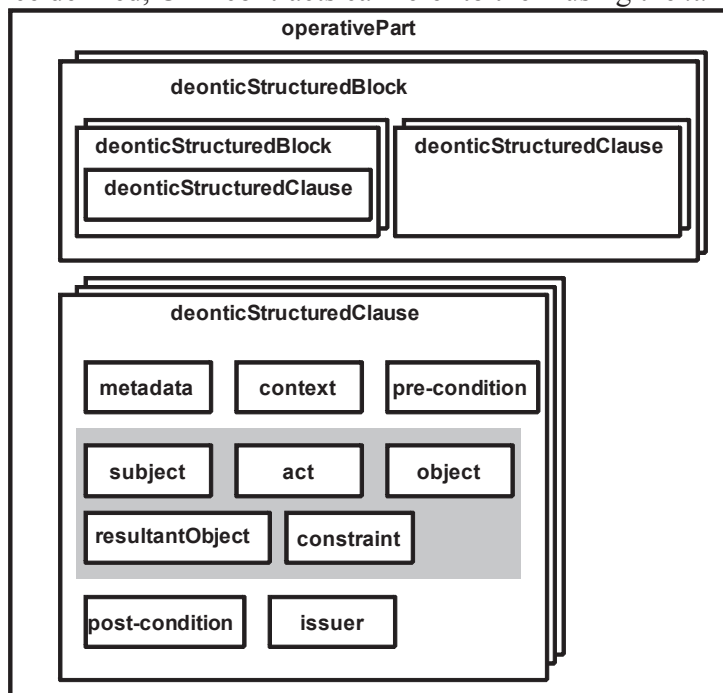 operativePart
deonticStructuredBlock
deonticStructuredBlock
deonticStructuredClause
deonticStructuredClause
deonticStructuredClause
metadata
context
pre-condition
subject
act
object
resultantObject
constraint
post-condition
issuer